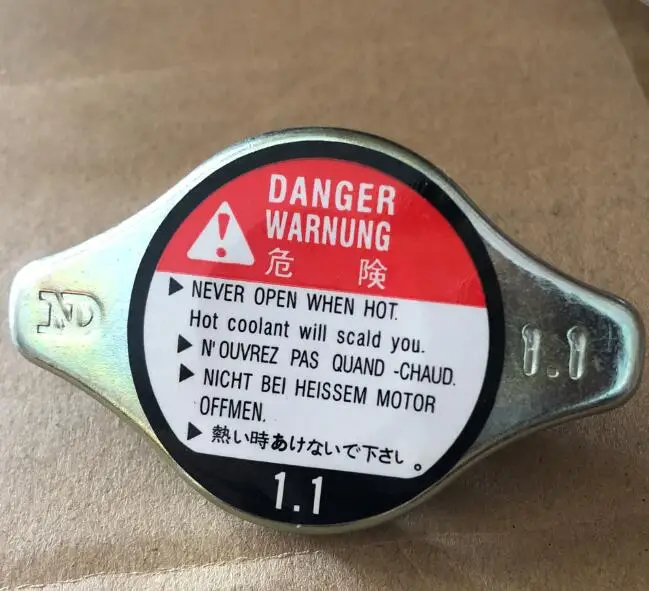 DANGER
WARNUNG
危 険
▶ NEVER OPEN WHEN HOT.
Hot coolant will scald you.
▶ N'OUVREZ PAS QUAND -CHAUD.
▶ NICHT BEI HEISSEM MOTOR
OFFMEN.
▶ 熱い時あけないで下さし。
1.1
ND
1.1